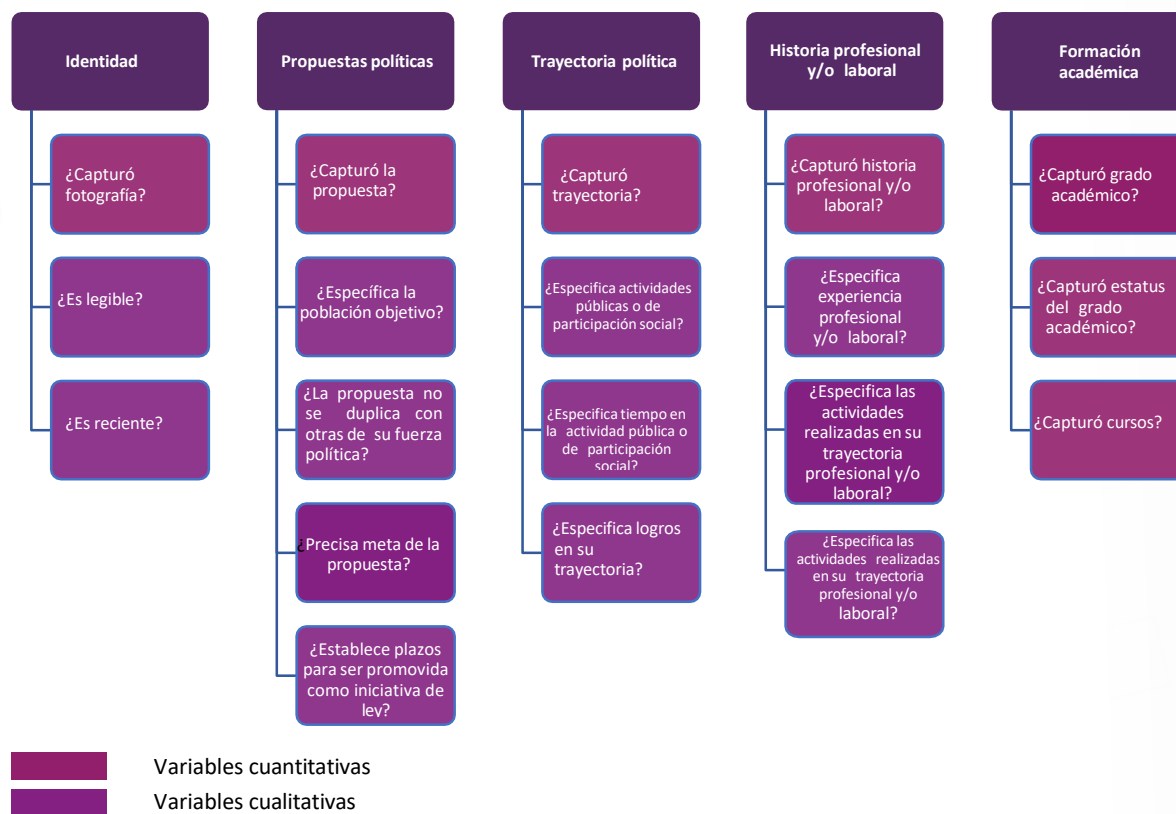 Identidad
¿Capturó
fotografía?
¿Es legible?
¿Es reciente?
Propuestas políticas
¿Capturó la
propuesta?
¿Específica la
población objetivo?
¿La propuesta no
se duplica con
otras de su fuerza
política?
¿Precisa meta de la
propuesta?
¿Establece plazos
para ser promovida
como iniciativa de
ley?
Trayectoria política
¿Capturó
trayectoria?
¿Especifica actividades
públicas o de
participación social?
¿Especifica tiempo en
la actividad pública o
de participación
social?
¿Especifica logros
en su
trayectoria?
Historia profesional
y/o laboral
¿Capturó historia
profesional y/o
laboral?
¿Especifica
experiencia
profesional
y/o laboral?
¿Especifica las
actividades
realizadas en su
trayectoria
profesional y/o
laboral?
¿Especifica las
actividades realizadas
en su trayectoria
profesional y/o
laboral?
Formación
académica
¿Capturó grado
académico?
¿Capturó estatus
del grado
académico?
¿Capturó cursos?
Variables cuantitativas
Variables cualitativas